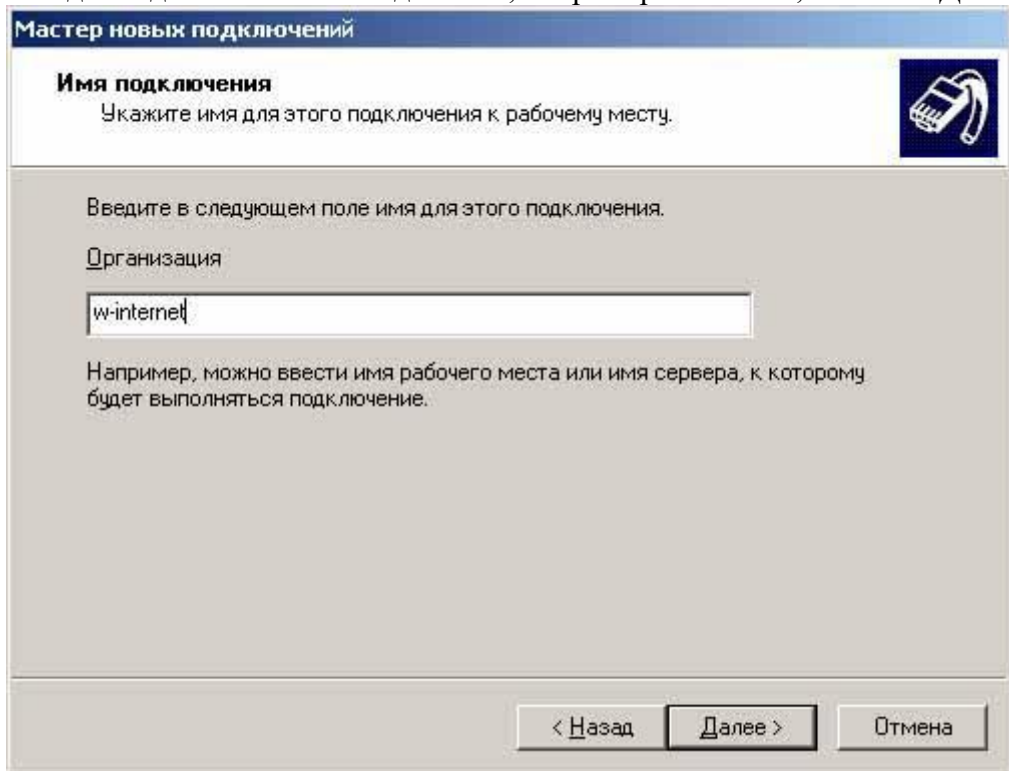 Мастер новых подключений
Имя подключения
Укажите имя для этого подключения к рабочему месту.
Введите в следующем поле имя для этого подключения.
Организация
w-internet
Например, можно ввести имя рабочего места или имя сервера, к которому
будет выполняться подключение.
< Назад
Далее >
Отмена